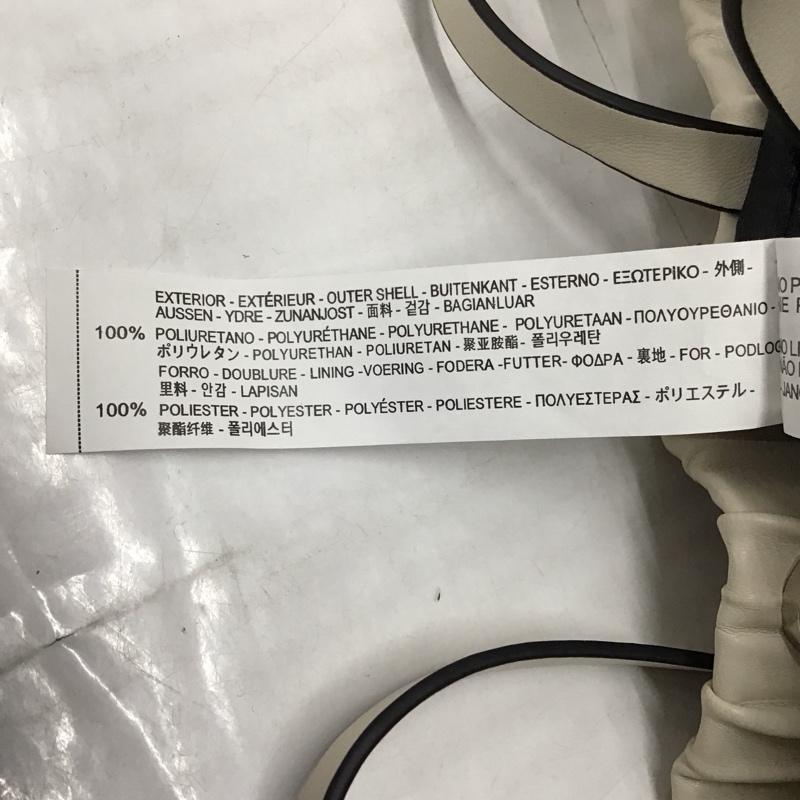 EXTERIOR - EXTÉRIEUR - OUTER SHELL - BUITENKANT - ESTERNO - ΕΞΩΤΕΡΙΚΟ - 外側 -
AUSSEN - YDRE - ZUNANJOST - 面料 - 겉감 - BAGIANLUAR
100% POLIURETANO - POLYURÉTHANE - POLYURETHANE - POLYURETAAN - ΠΟΛΥΟΥΡΕΘΑΝΙΟ -
ポリウレタン - POLYURETHAN - POLIURETAN - 聚亚胺酯 - 폴리우레탄
FORRO - DOUBLURE - LINING - VOERING - FODERA -FUTTER- ΦΟΔΡΑ - 裏地 - FOR - PODLOG
里料 - 안감 - LAPISAN
100% POLIESTER - POLYESTER - POLYÉSTER - POLIESTERE - ΠΟΛΥΕΣΤΕΡΑΣ - ポリエステル -
聚酯纤维 - 폴리에스터